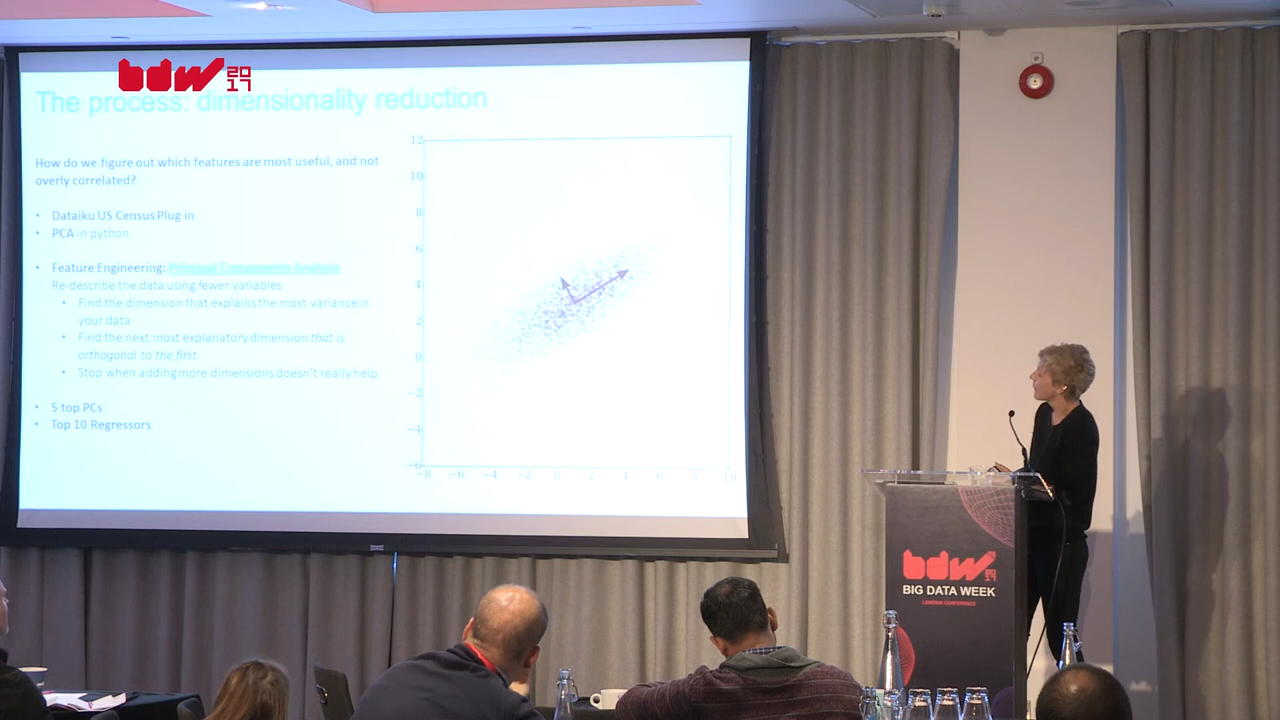 bdw 2017
The process: dimensionality reduction
How do we figure out which features are most useful, and not
overly correlated?
• Dataiku US Census Plug in
• PCA in python:
• Feature Engineering: Principal Components Analysis
Re-describe the data using fewer variables
• Find the dimension that explains the most variance in
your data
• Find the next most explanatory dimension that is
orthogonal to the first
• Stop when adding more dimensions doesn't really help
• 5 top PCs
• Top 10 Regressors
12
10
8
6
4
2
0
−2
−4
−6
−8 −6 −4 −2 0 2 4 6 8 10
bdw 2017
BIG DATA WEEK
LONDON CONFERENCE